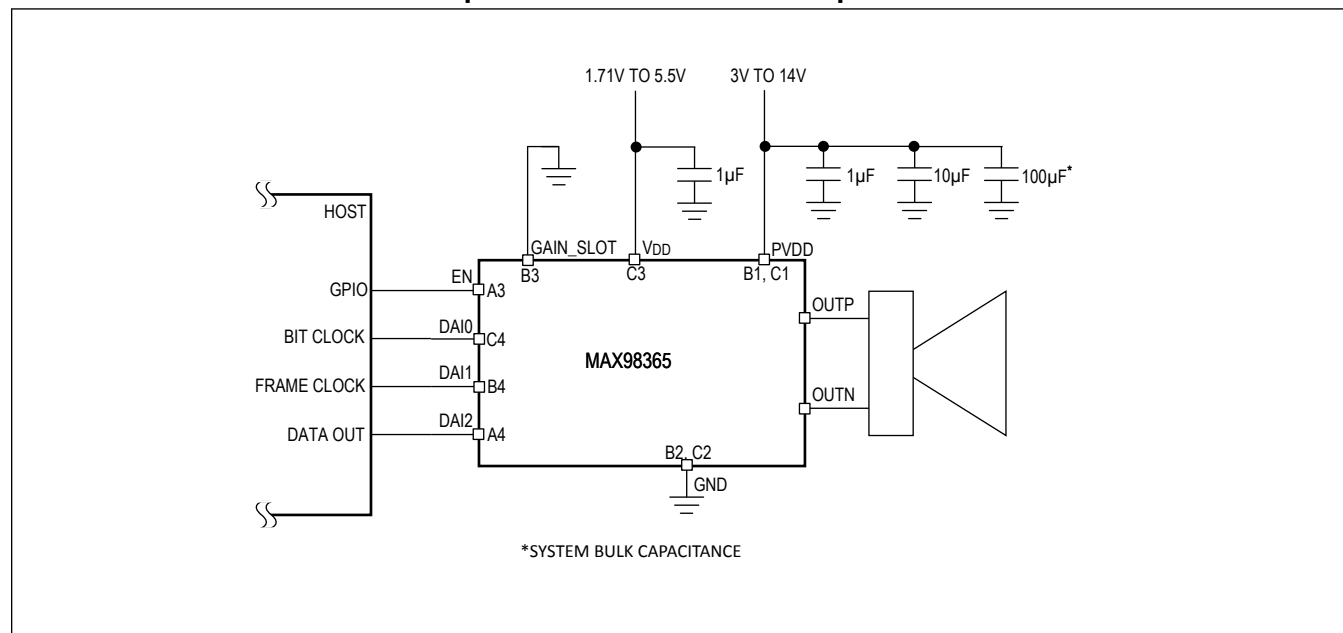 1.71V TO 5.5V
3V TO 14V
1µF
1µF
10µF
100µF*
HOST
GAIN_SLOT
VDD
PVDD
B3
C3
B1, C1
GPIO
EN
A3
OUTP
BIT CLOCK
DAI0
C4
MAX98365
FRAME CLOCK
DAI1
B4
OUTN
DATA OUT
DAI2
A4
B2, C2
GND
*SYSTEM BULK CAPACITANCE